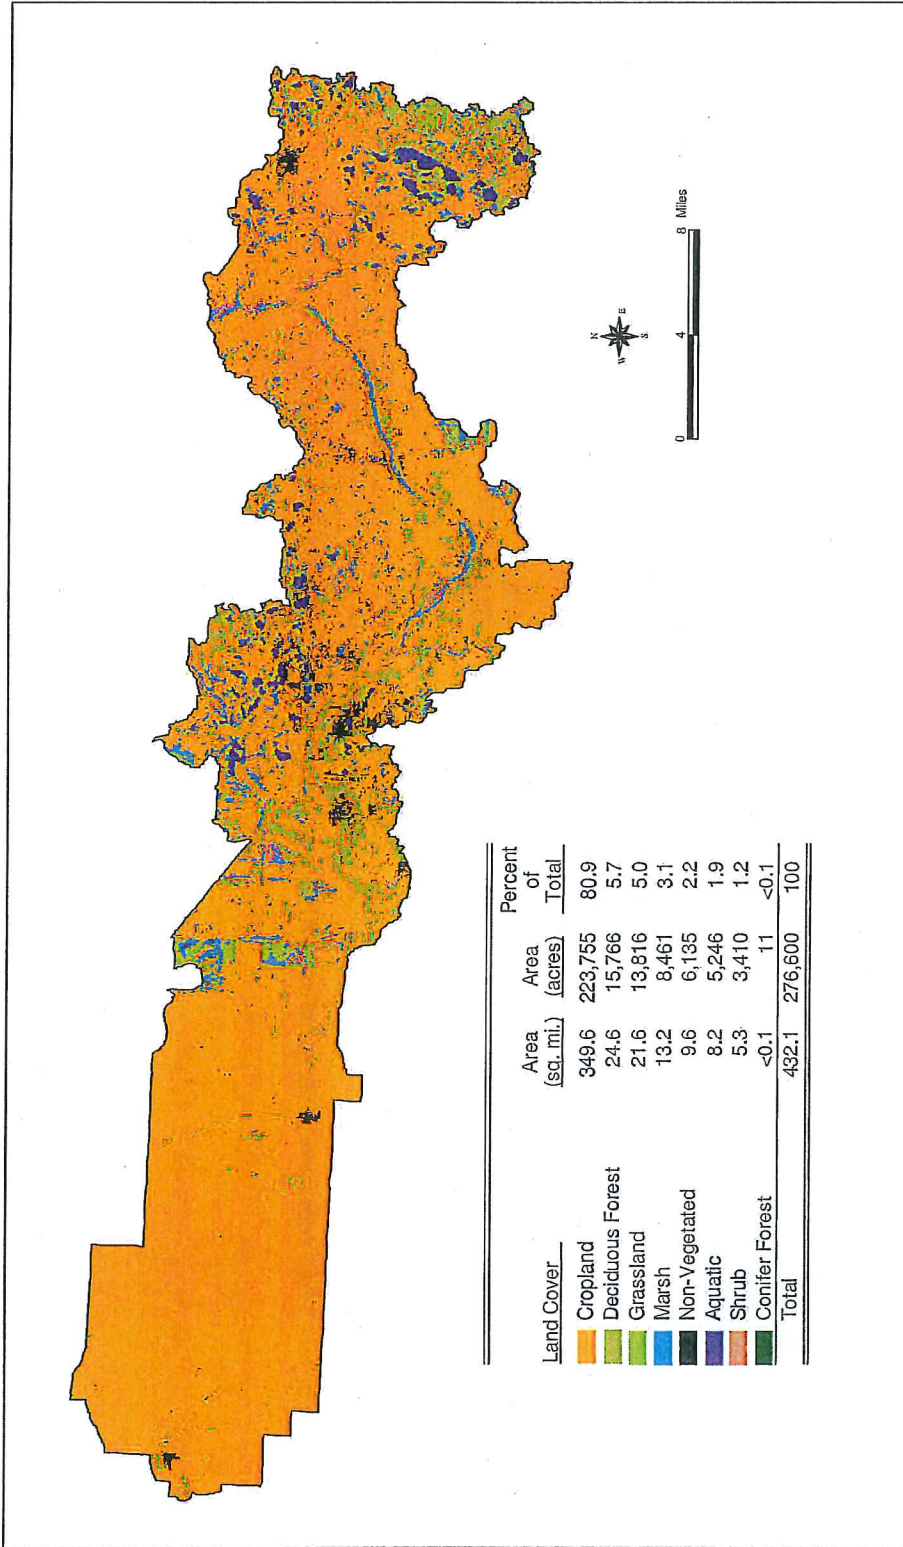 N
W E
S
0 4 8 Miles
Land Cover Area (sq. mi.) Area (acres) Percent of Total
Cropland 349.6 223,755 80.9
Deciduous Forest 24.6 15,766 5.7
Grassland 21.6 13,816 5.0
Marsh 13.2 8,461 3.1
Non-Vegetated 9.6 6,135 2.2
Aquatic 8.2 5,246 1.9
Shrub 5.3 3,410 1.2
Conifer Forest <0.1 11 <0.1
Total 432.1 276,600 100